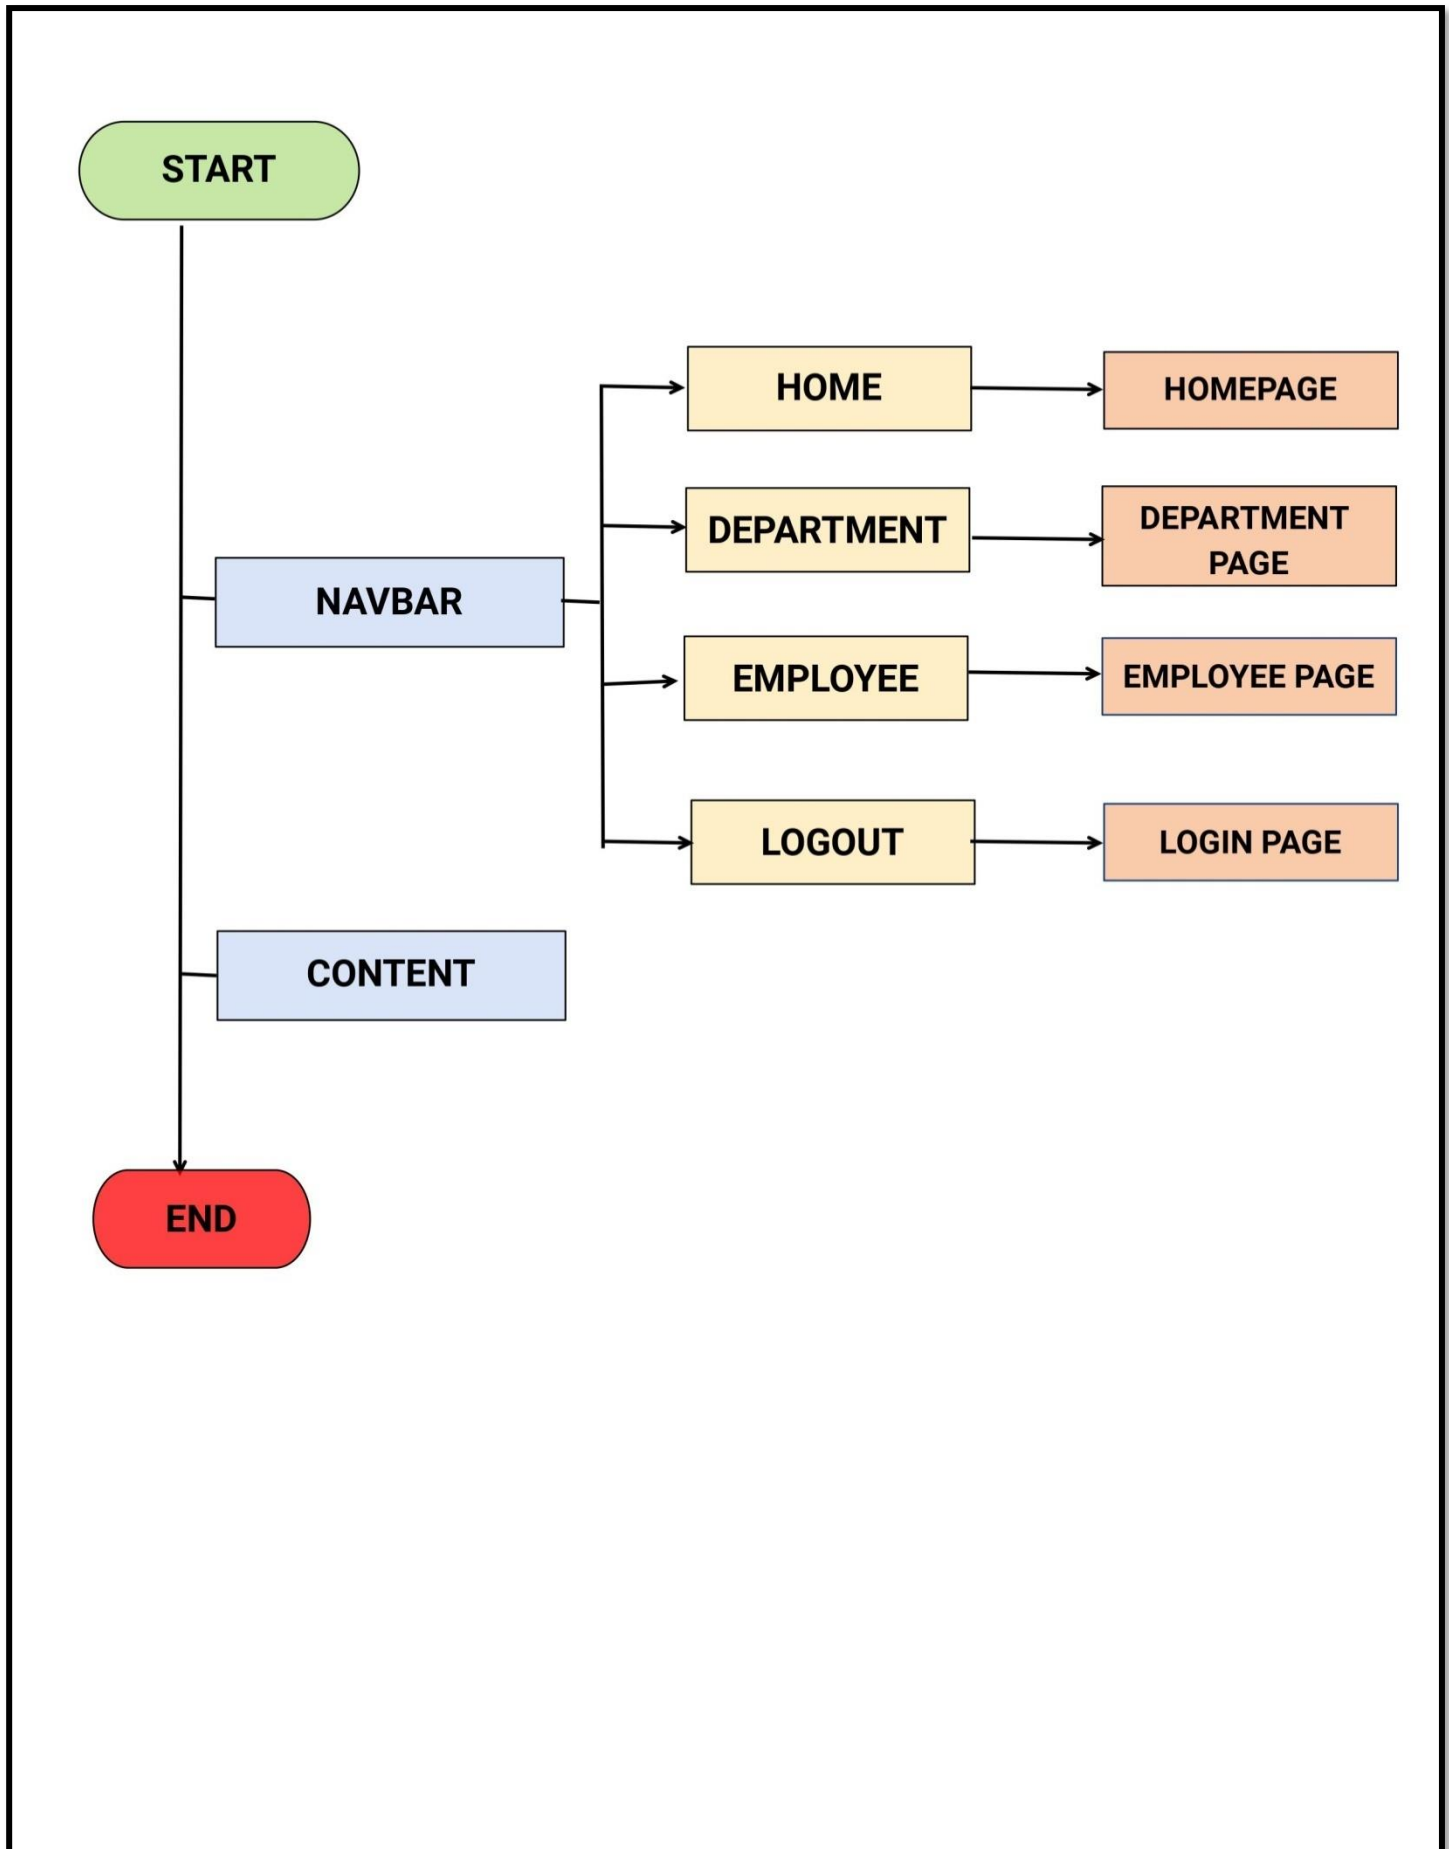 START
HOME
HOMEPAGE
DEPARTMENT
DEPARTMENT
PAGE
NAVBAR
EMPLOYEE
EMPLOYEE PAGE
LOGOUT
LOGIN PAGE
CONTENT
END